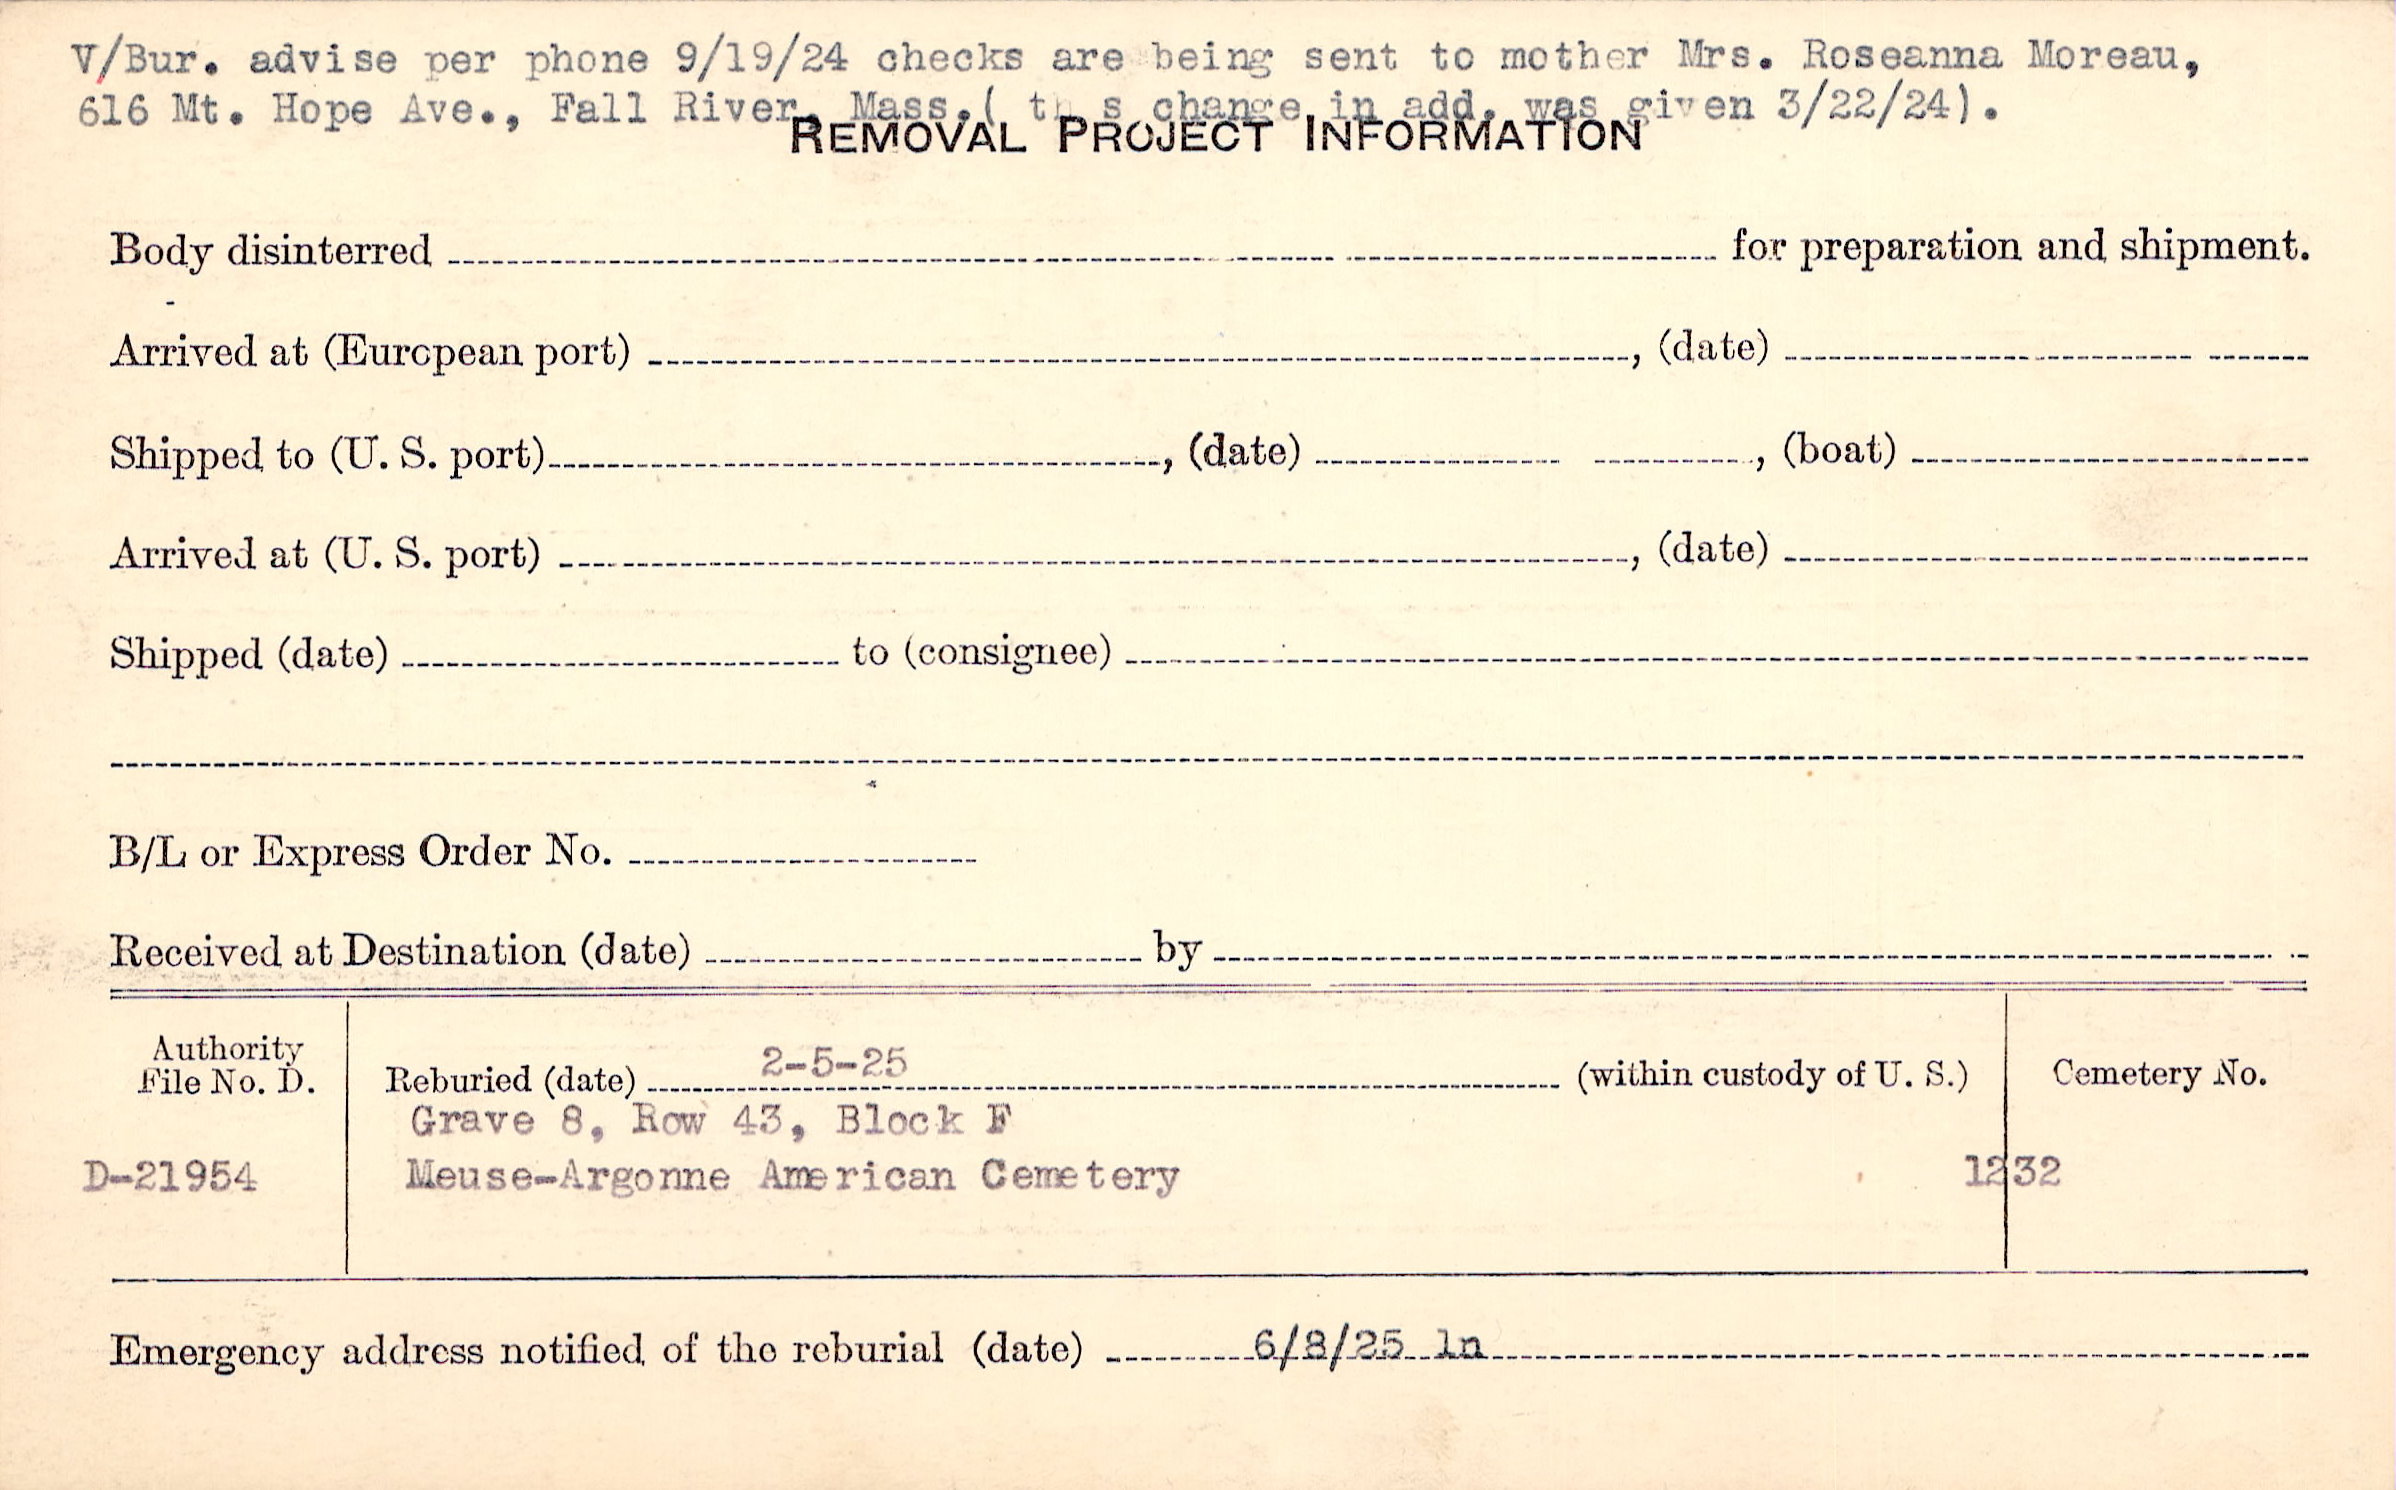 V/Bur. advise per phone 9/19/24 checks are being sent to mother Mrs. Roseanna Moreau,
616 Mt. Hope Ave., Fall River, Mass.( this change in add. was given 3/22/24).
REMOVAL PROJECT INFORMATION
Body disinterred for preparation and shipment.
Arrived at (European port) , (date)
Shipped to (U. S. port) , (date) , (boat)
Arrived at (U. S. port) , (date)
Shipped (date) to (consignee)
B/L or Express Order No.
Received at Destination (date) by
Authority
File No. D.
D-21954
Reburied (date) 2-5-25 (within custody of U. S.)
Grave 8, Row 43, Block F
Meuse-Argonne American Cemetery
Cemetery No.
1232
Emergency address notified of the reburial (date) 6/8/25 ln